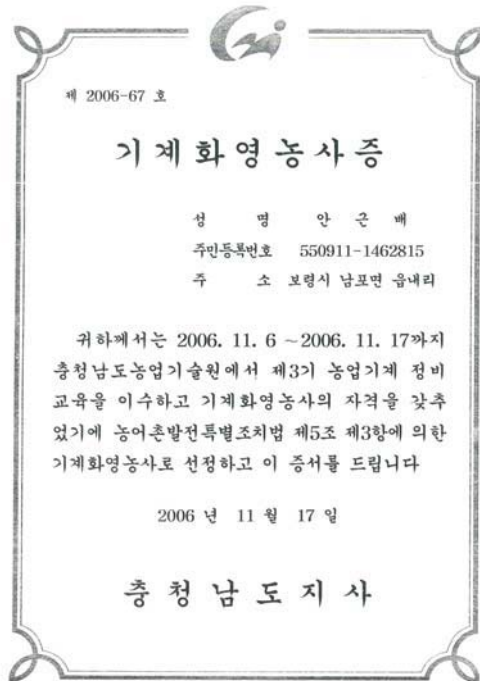 제 2006-67 호
기계화영농사증
성 명 안 근 배
주민등록번호 550911-1462815
주 소 보령시 남포면 읍내리
귀하께서는 2006. 11. 6 ~2006. 11. 17까지
충청남도농업기술원에서 제3기 농업기계 정비
교육을 이수하고 기계화영농사의 자격을 갖추
었기에 농어촌발전특별조치법 제5조 제3항에 의한
기계화영농사로 선정하고 이 증서를 드립니다
2006 년 11 월 17 일
충청남도지사